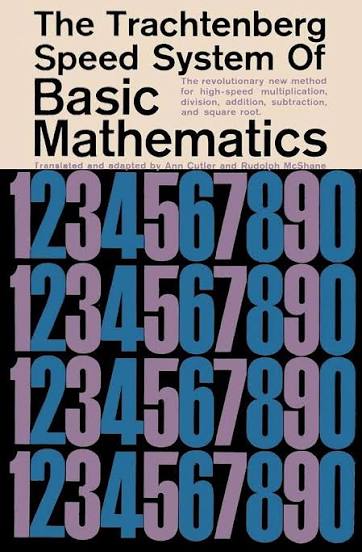 The Trachtenberg
Speed System Of
Basic
Mathematics
The revolutionary new method
for high-speed multiplication,
division, addition, subtraction,
and square root.
Translated and adapted by Ann Cutler and Rudolph McShane
1234567890
1234567890
1234567890
1234567890